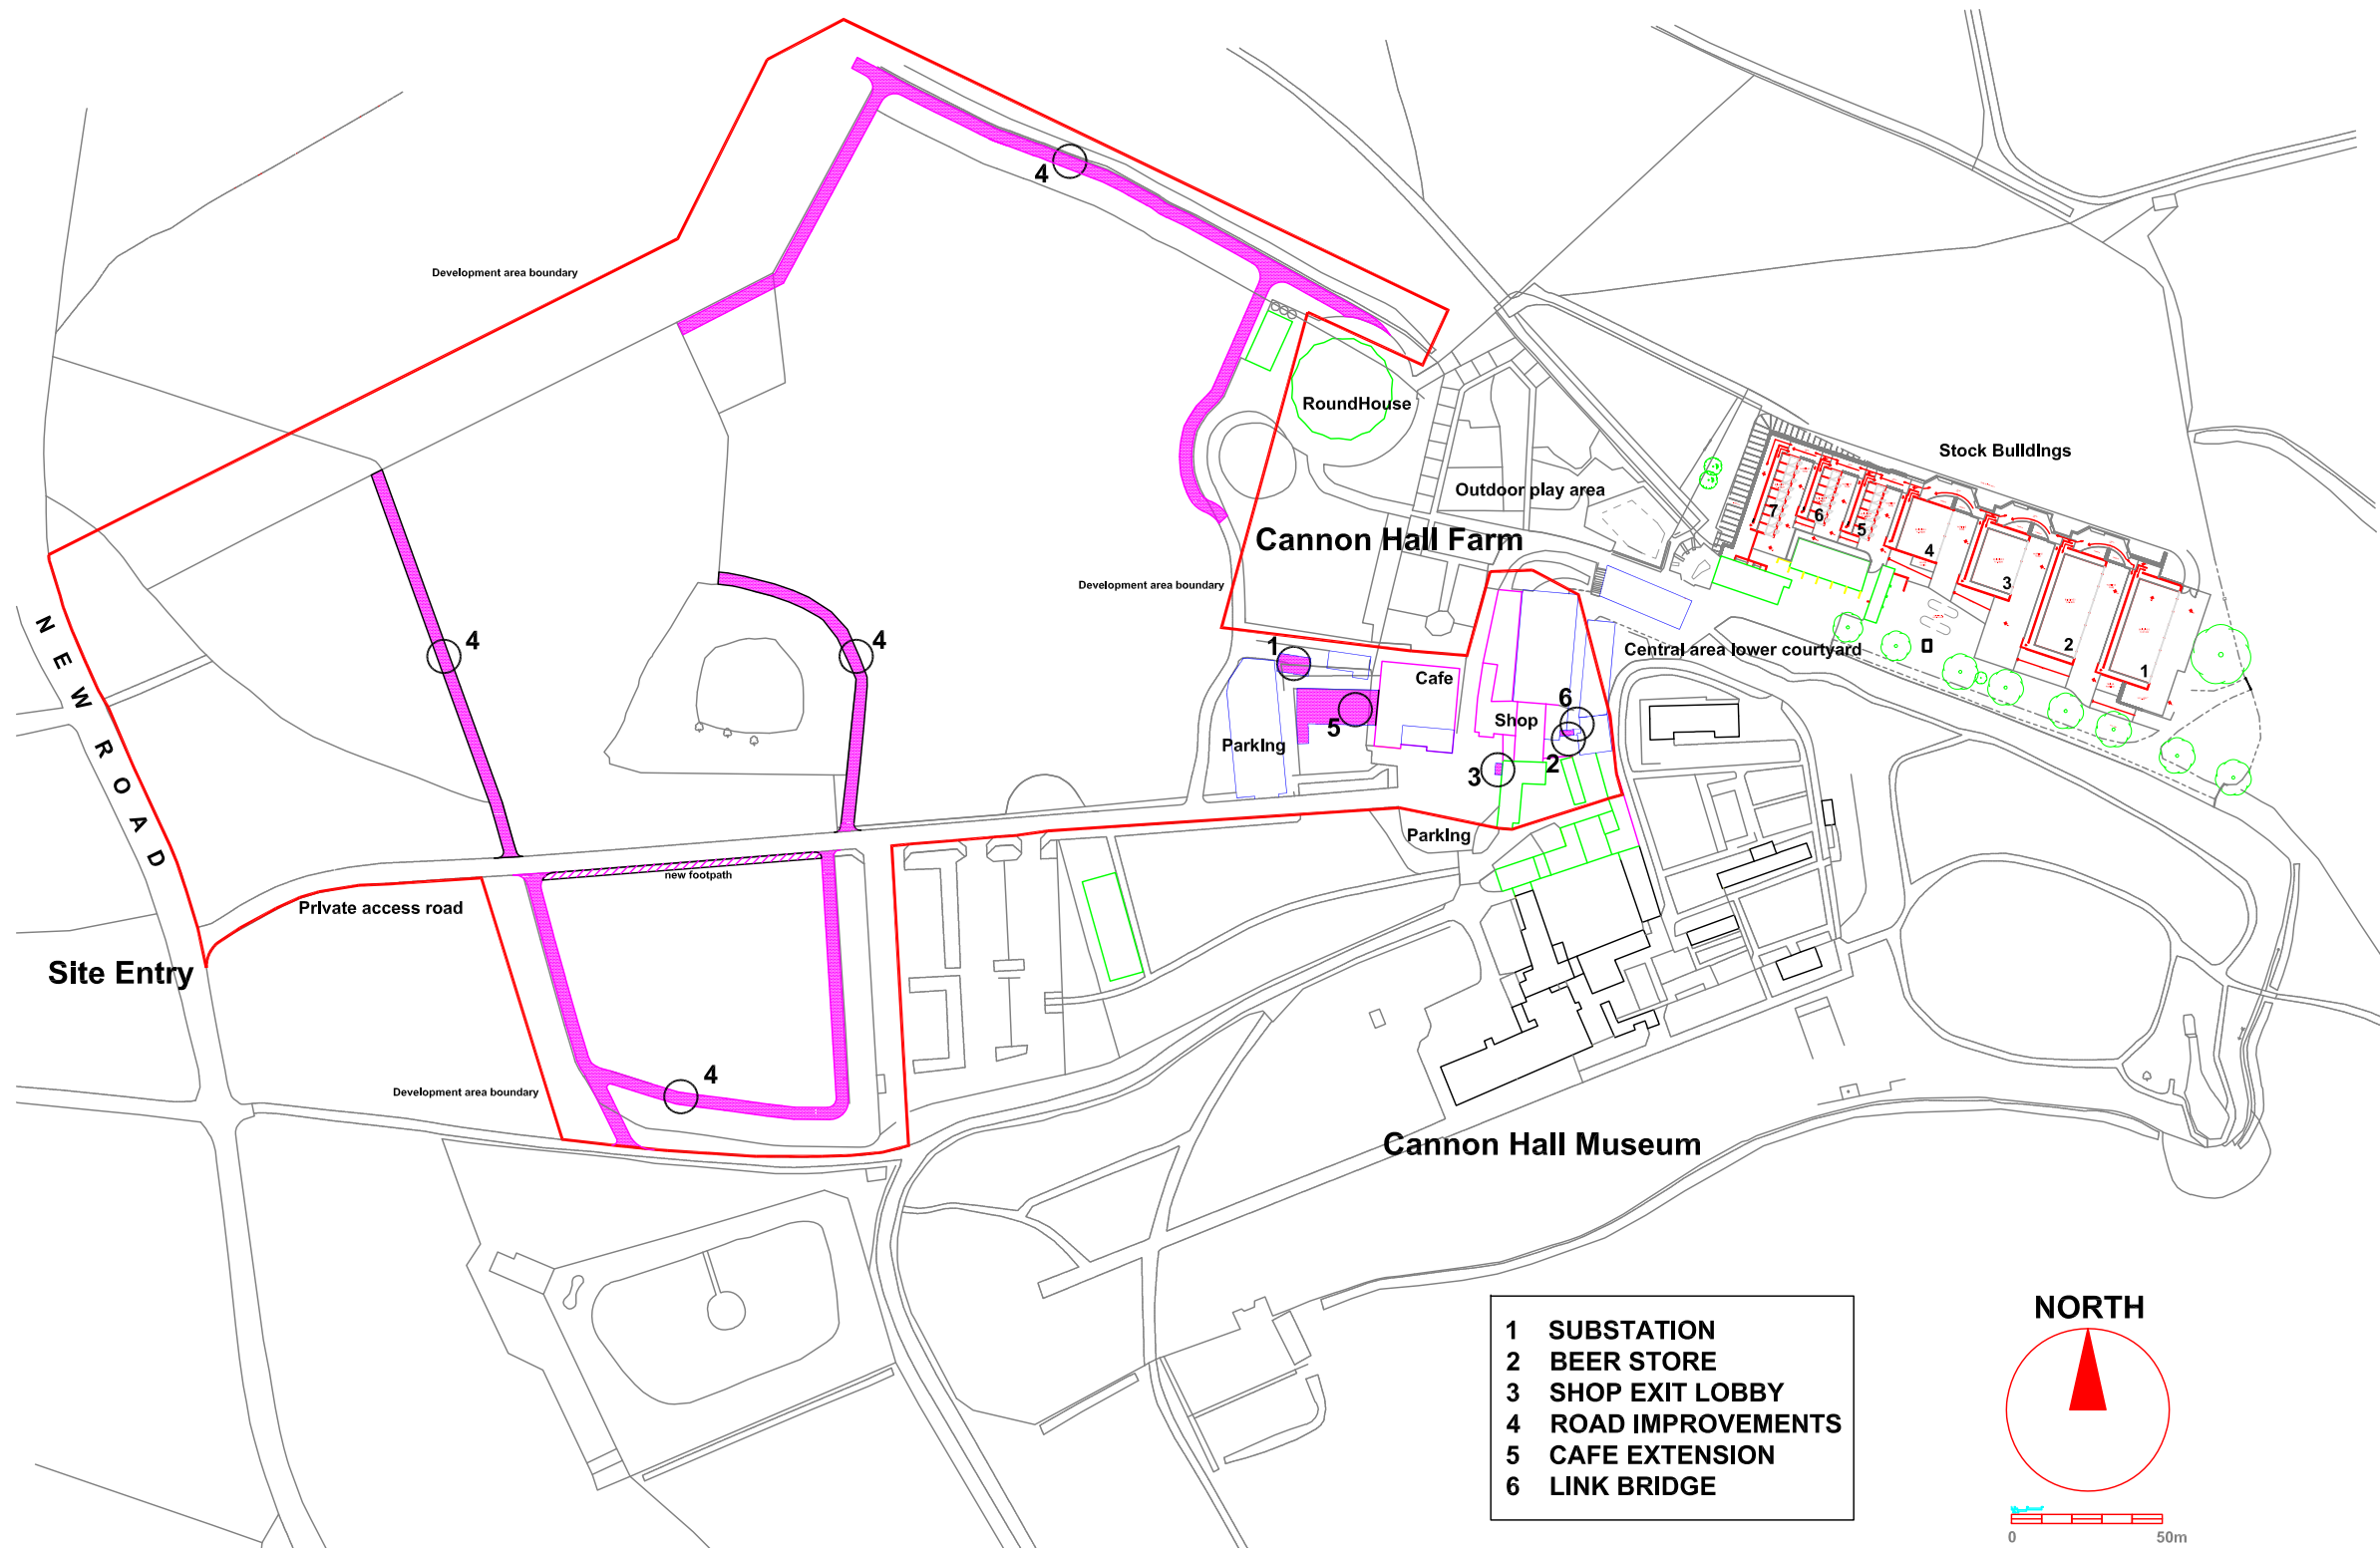 4
Development area boundary
RoundHouse
Stock Buildings
Outdoor play area
7
6
5
4
3
2
1
Cannon Hall Farm
Development area boundary
NEW ROAD
4
4
1
Central area lower courtyard
Cafe
6
Shop
5
Parking
2
3
Parking
new footpath
Private access road
Site Entry
4
Development area boundary
Cannon Hall Museum
1 SUBSTATION
2 BEER STORE
3 SHOP EXIT LOBBY
4 ROAD IMPROVEMENTS
5 CAFE EXTENSION
6 LINK BRIDGE
NORTH
0 50m